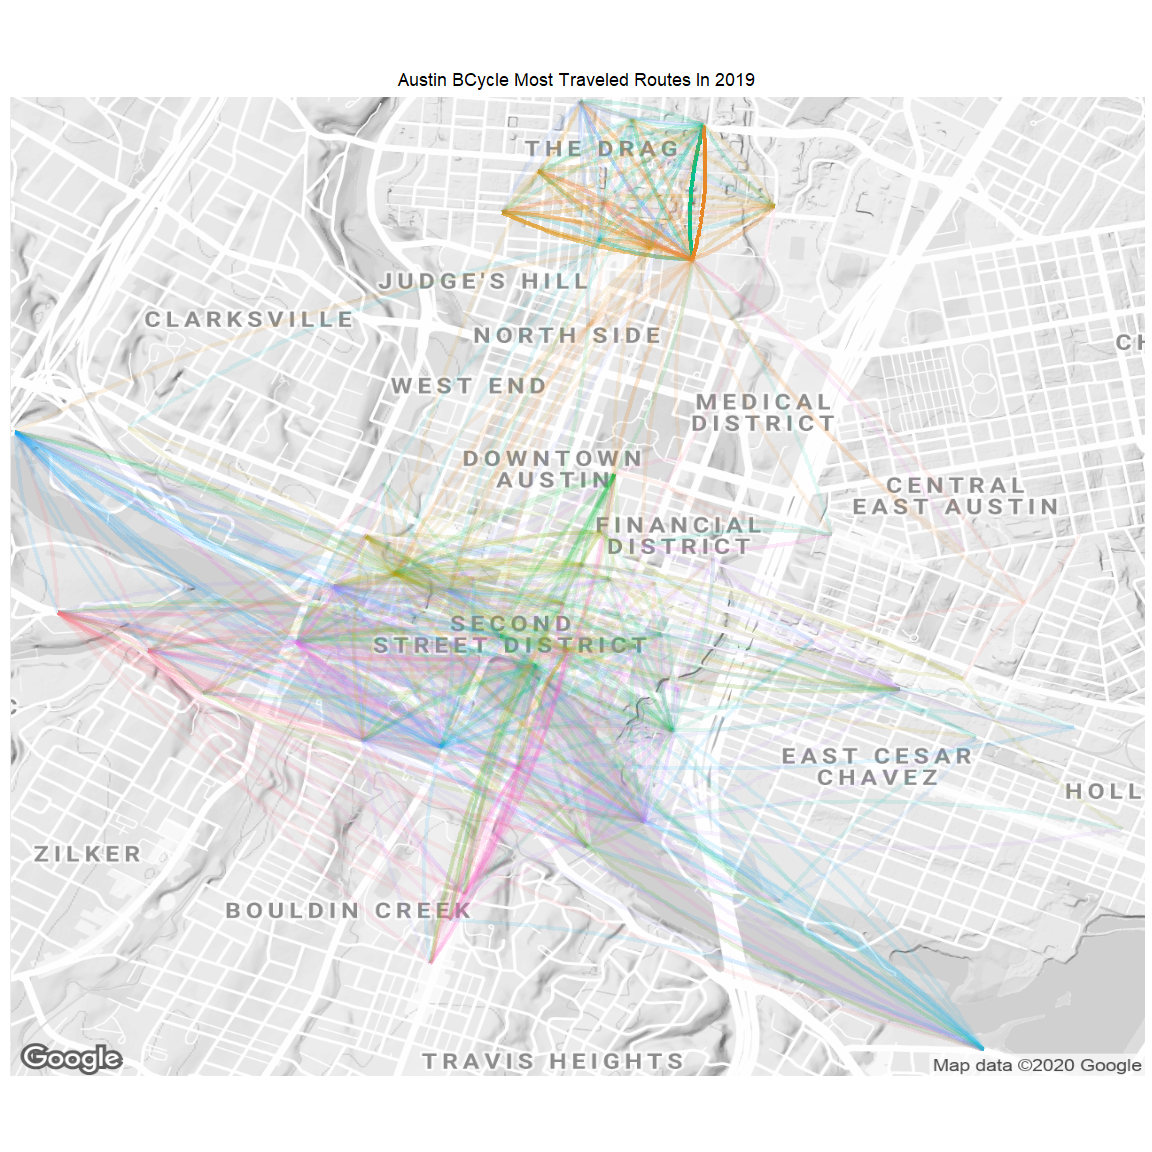 Austin BCycle Most Traveled Routes In 2019
THE DRAG
JUDGE'S HILL
CLARKSVILLE
NORTH SIDE
CH
WEST END
MEDICAL
DISTRICT
DOWNTOWN
AUSTIN
CENTRAL
EAST AUSTIN
FINANCIAL
DISTRICT
SECOND
STREET DISTRICT
EAST CESAR
CHAVEZ
HOLL
ZILKER
BOULDIN CREEK
TRAVIS HEIGHTS
Google
Map data ©2020 Google